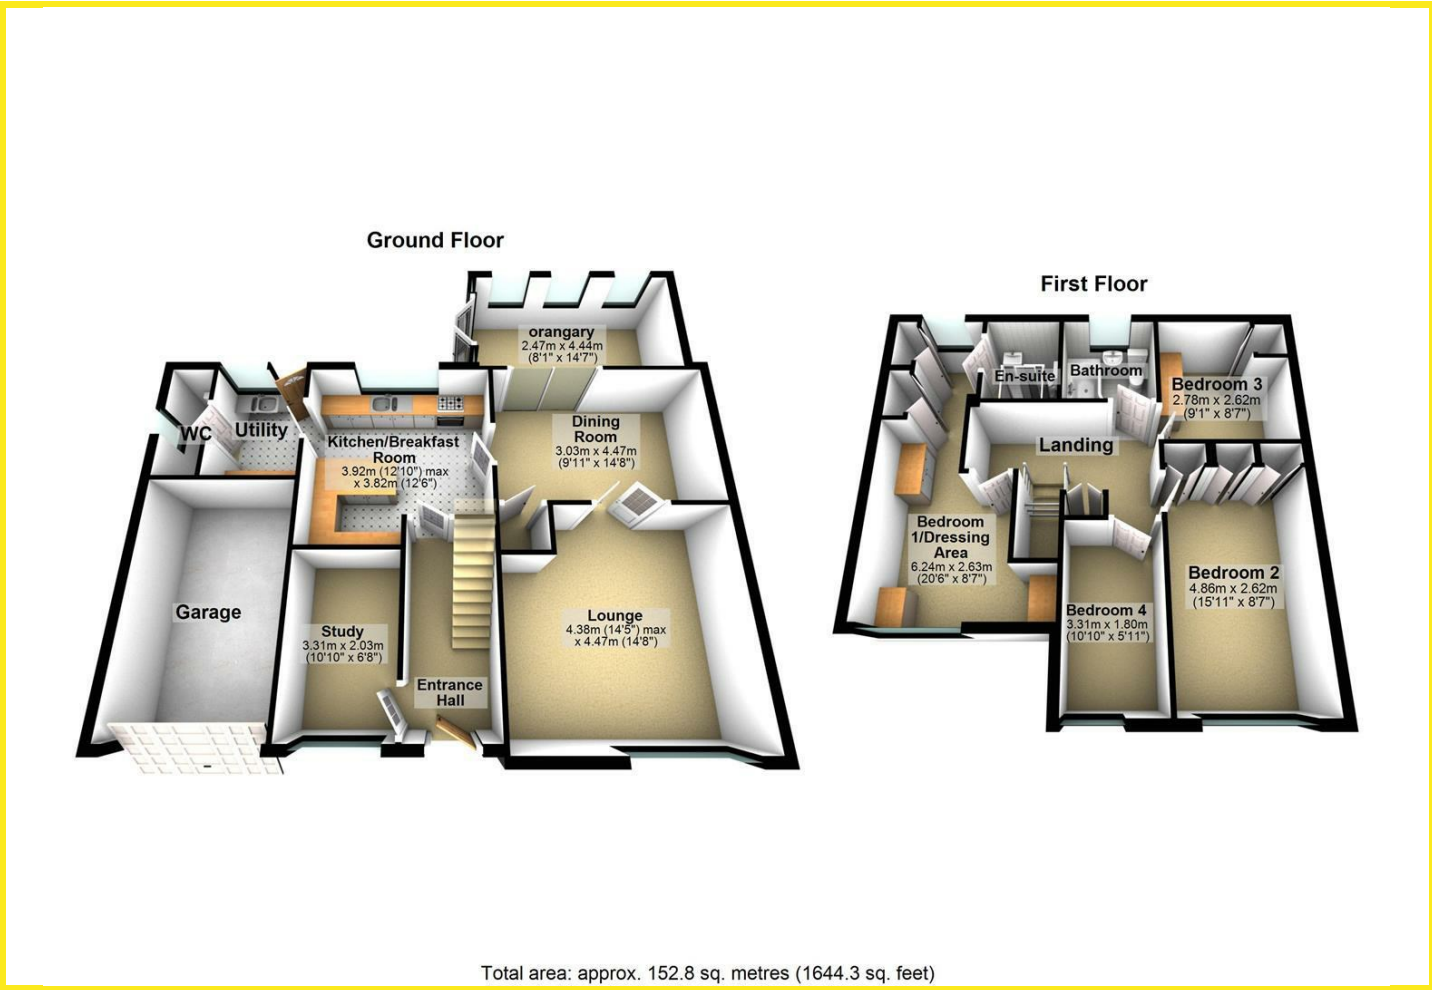 Ground Floor
orangary
2.47m x 4.44m
(8'1" x 14'7")
WC
Utility
Kitchen/Breakfast
Room
3.92m (12'10") max
x 3.82m (12'6")
Dining
Room
3.03m x 4.47m
(9'11" x 14'8")
Garage
Study
3.31m x 2.03m
(10'10" x 6'8")
Entrance
Hall
Lounge
4.38m (14'5") max
x 4.47m (14'8")
First Floor
En-suite
Bathroom
Bedroom 3
2.78m x 2.62m
(9'1" x 8'7")
Landing
Bedroom
1/Dressing
Area
6.24m x 2.63m
(20'6" x 8'7")
Bedroom 4
3.31m x 1.80m
(10'10" x 5'11")
Bedroom 2
4.86m x 2.62m
(15'11" x 8'7")
Total area: approx. 152.8 sq. metres (1644.3 sq. feet)